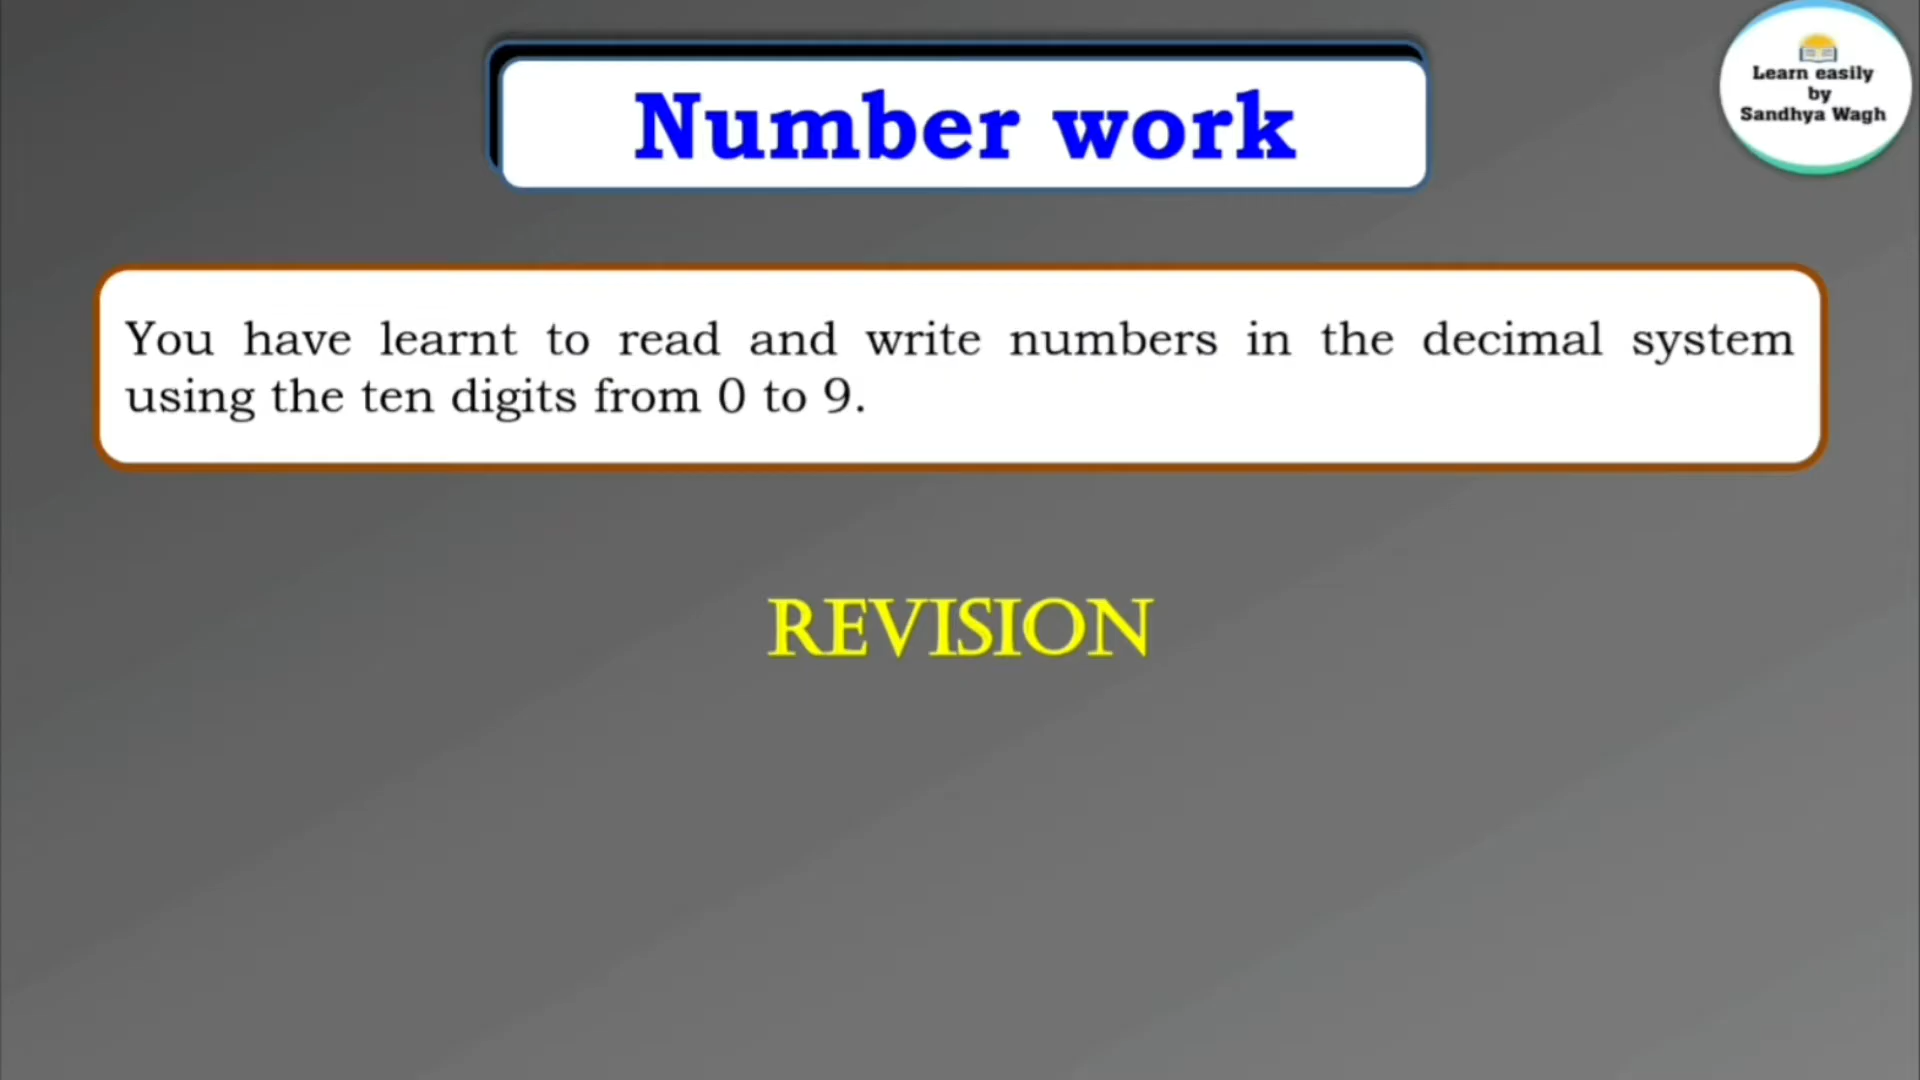 Number work
Learn easily
by
Sandhya Wagh
You have learnt to read and write numbers in the decimal system
using the ten digits from 0 to 9.
REVISION